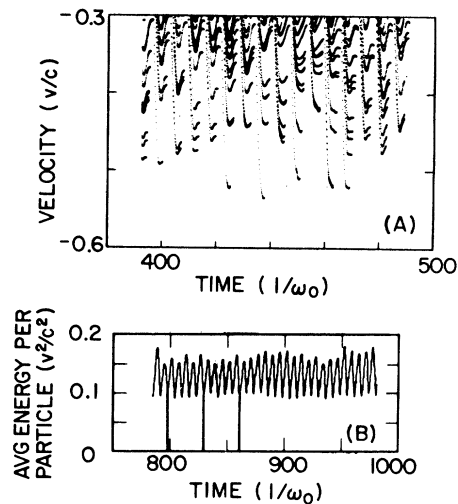 -0.3
VELOCITY (v/c)
-0.6
(A)
400
500
TIME (1/ω₀)
0.2
0.1
0
AVG ENERGY PER
PARTICLE (v²/c²)
(B)
800
900
1000
TIME (1/ω₀)